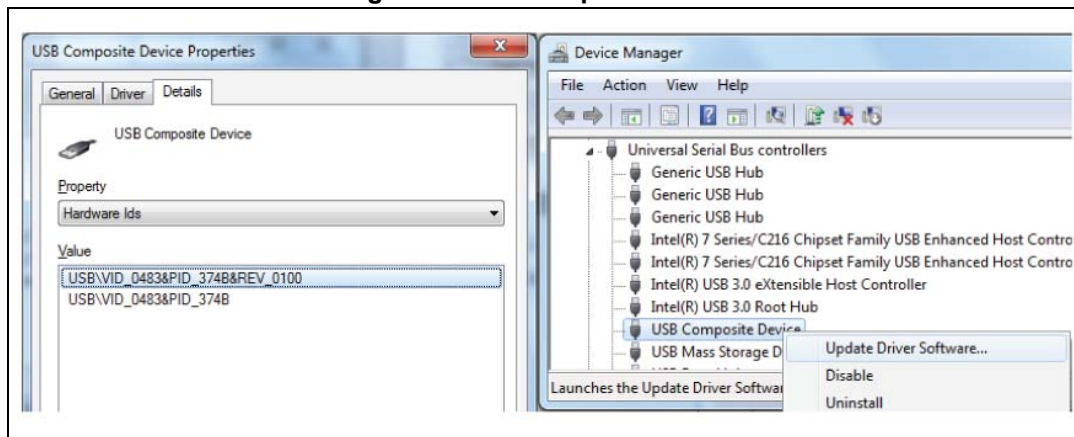 USB Composite Device Properties
General Driver Details
USB Composite Device
Property
Hardware Ids
Value
USB\VID_0483&PID_374B&REV_0100
USB\VID_0483&PID_374B
Device Manager
File Action View Help
Universal Serial Bus controllers
Generic USB Hub
Generic USB Hub
Generic USB Hub
Intel(R) 7 Series/C216 Chipset Family USB Enhanced Host Contro
Intel(R) 7 Series/C216 Chipset Family USB Enhanced Host Contro
Intel(R) USB 3.0 eXtensible Host Controller
Intel(R) USB 3.0 Root Hub
USB Composite Device
USB Mass Storage D
Update Driver Software...
Disable
Uninstall
Launches the Update Driver Softwar